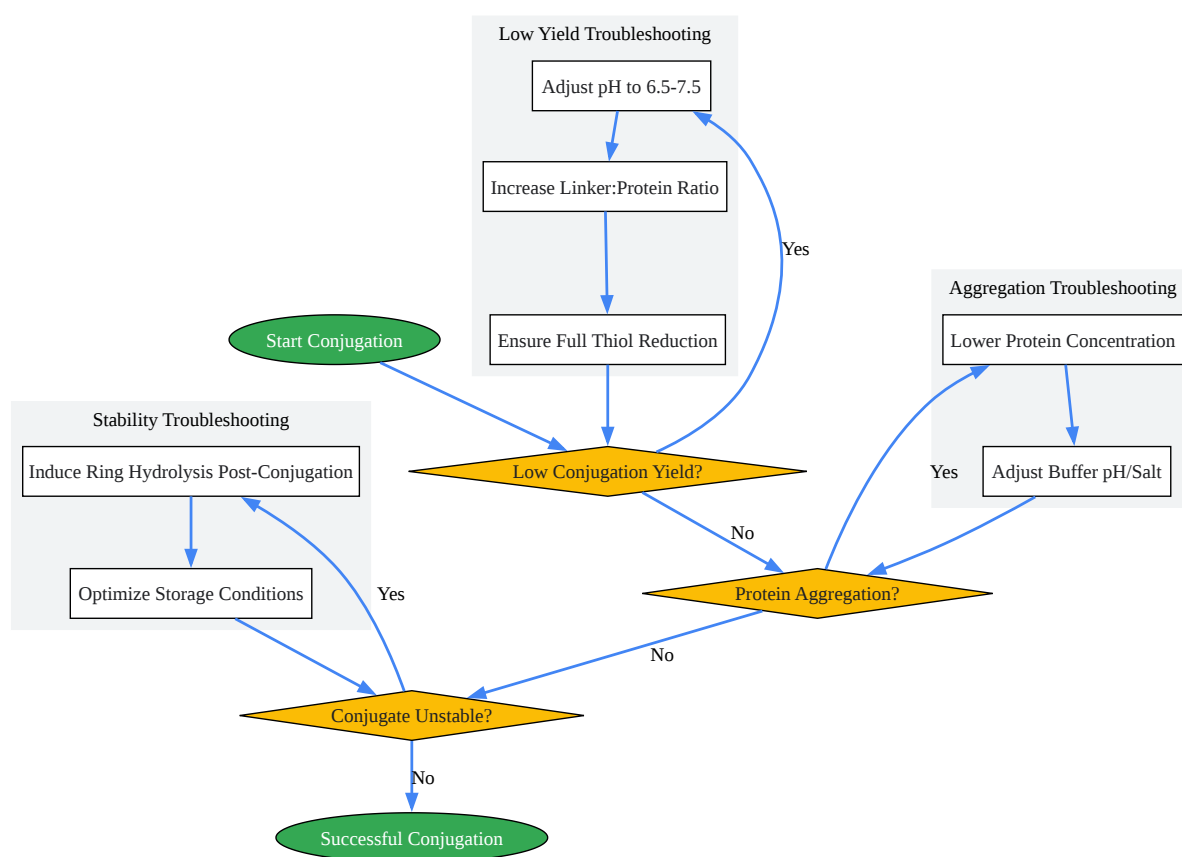 Low Yield Troubleshooting
Adjust pH to 6.5-7.5
Increase Linker:Protein Ratio
Yes
Aggregation Troubleshooting
Start Conjugation
Ensure Full Thiol Reduction
Lower Protein Concentration
Stability Troubleshooting
Induce Ring Hydrolysis Post-Conjugation
Low Conjugation Yield?
Yes
Adjust Buffer pH/Salt
No
Optimize Storage Conditions
Yes
Protein Aggregation?
No
Conjugate Unstable?
No
Successful Conjugation